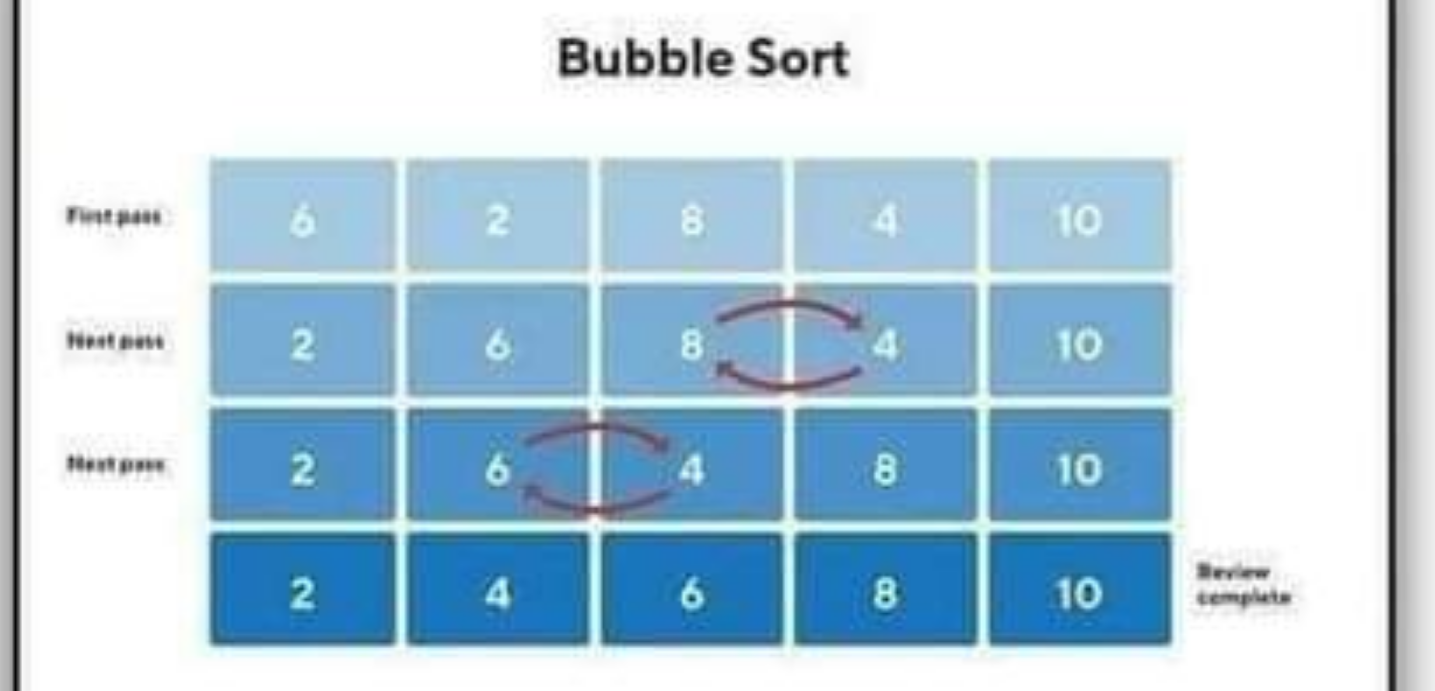 Bubble Sort
First pass 6 2 8 4 10
Next pass 2 6 8 4 10
Next pass 2 6 4 8 10
2 4 6 8 10 Review
complete